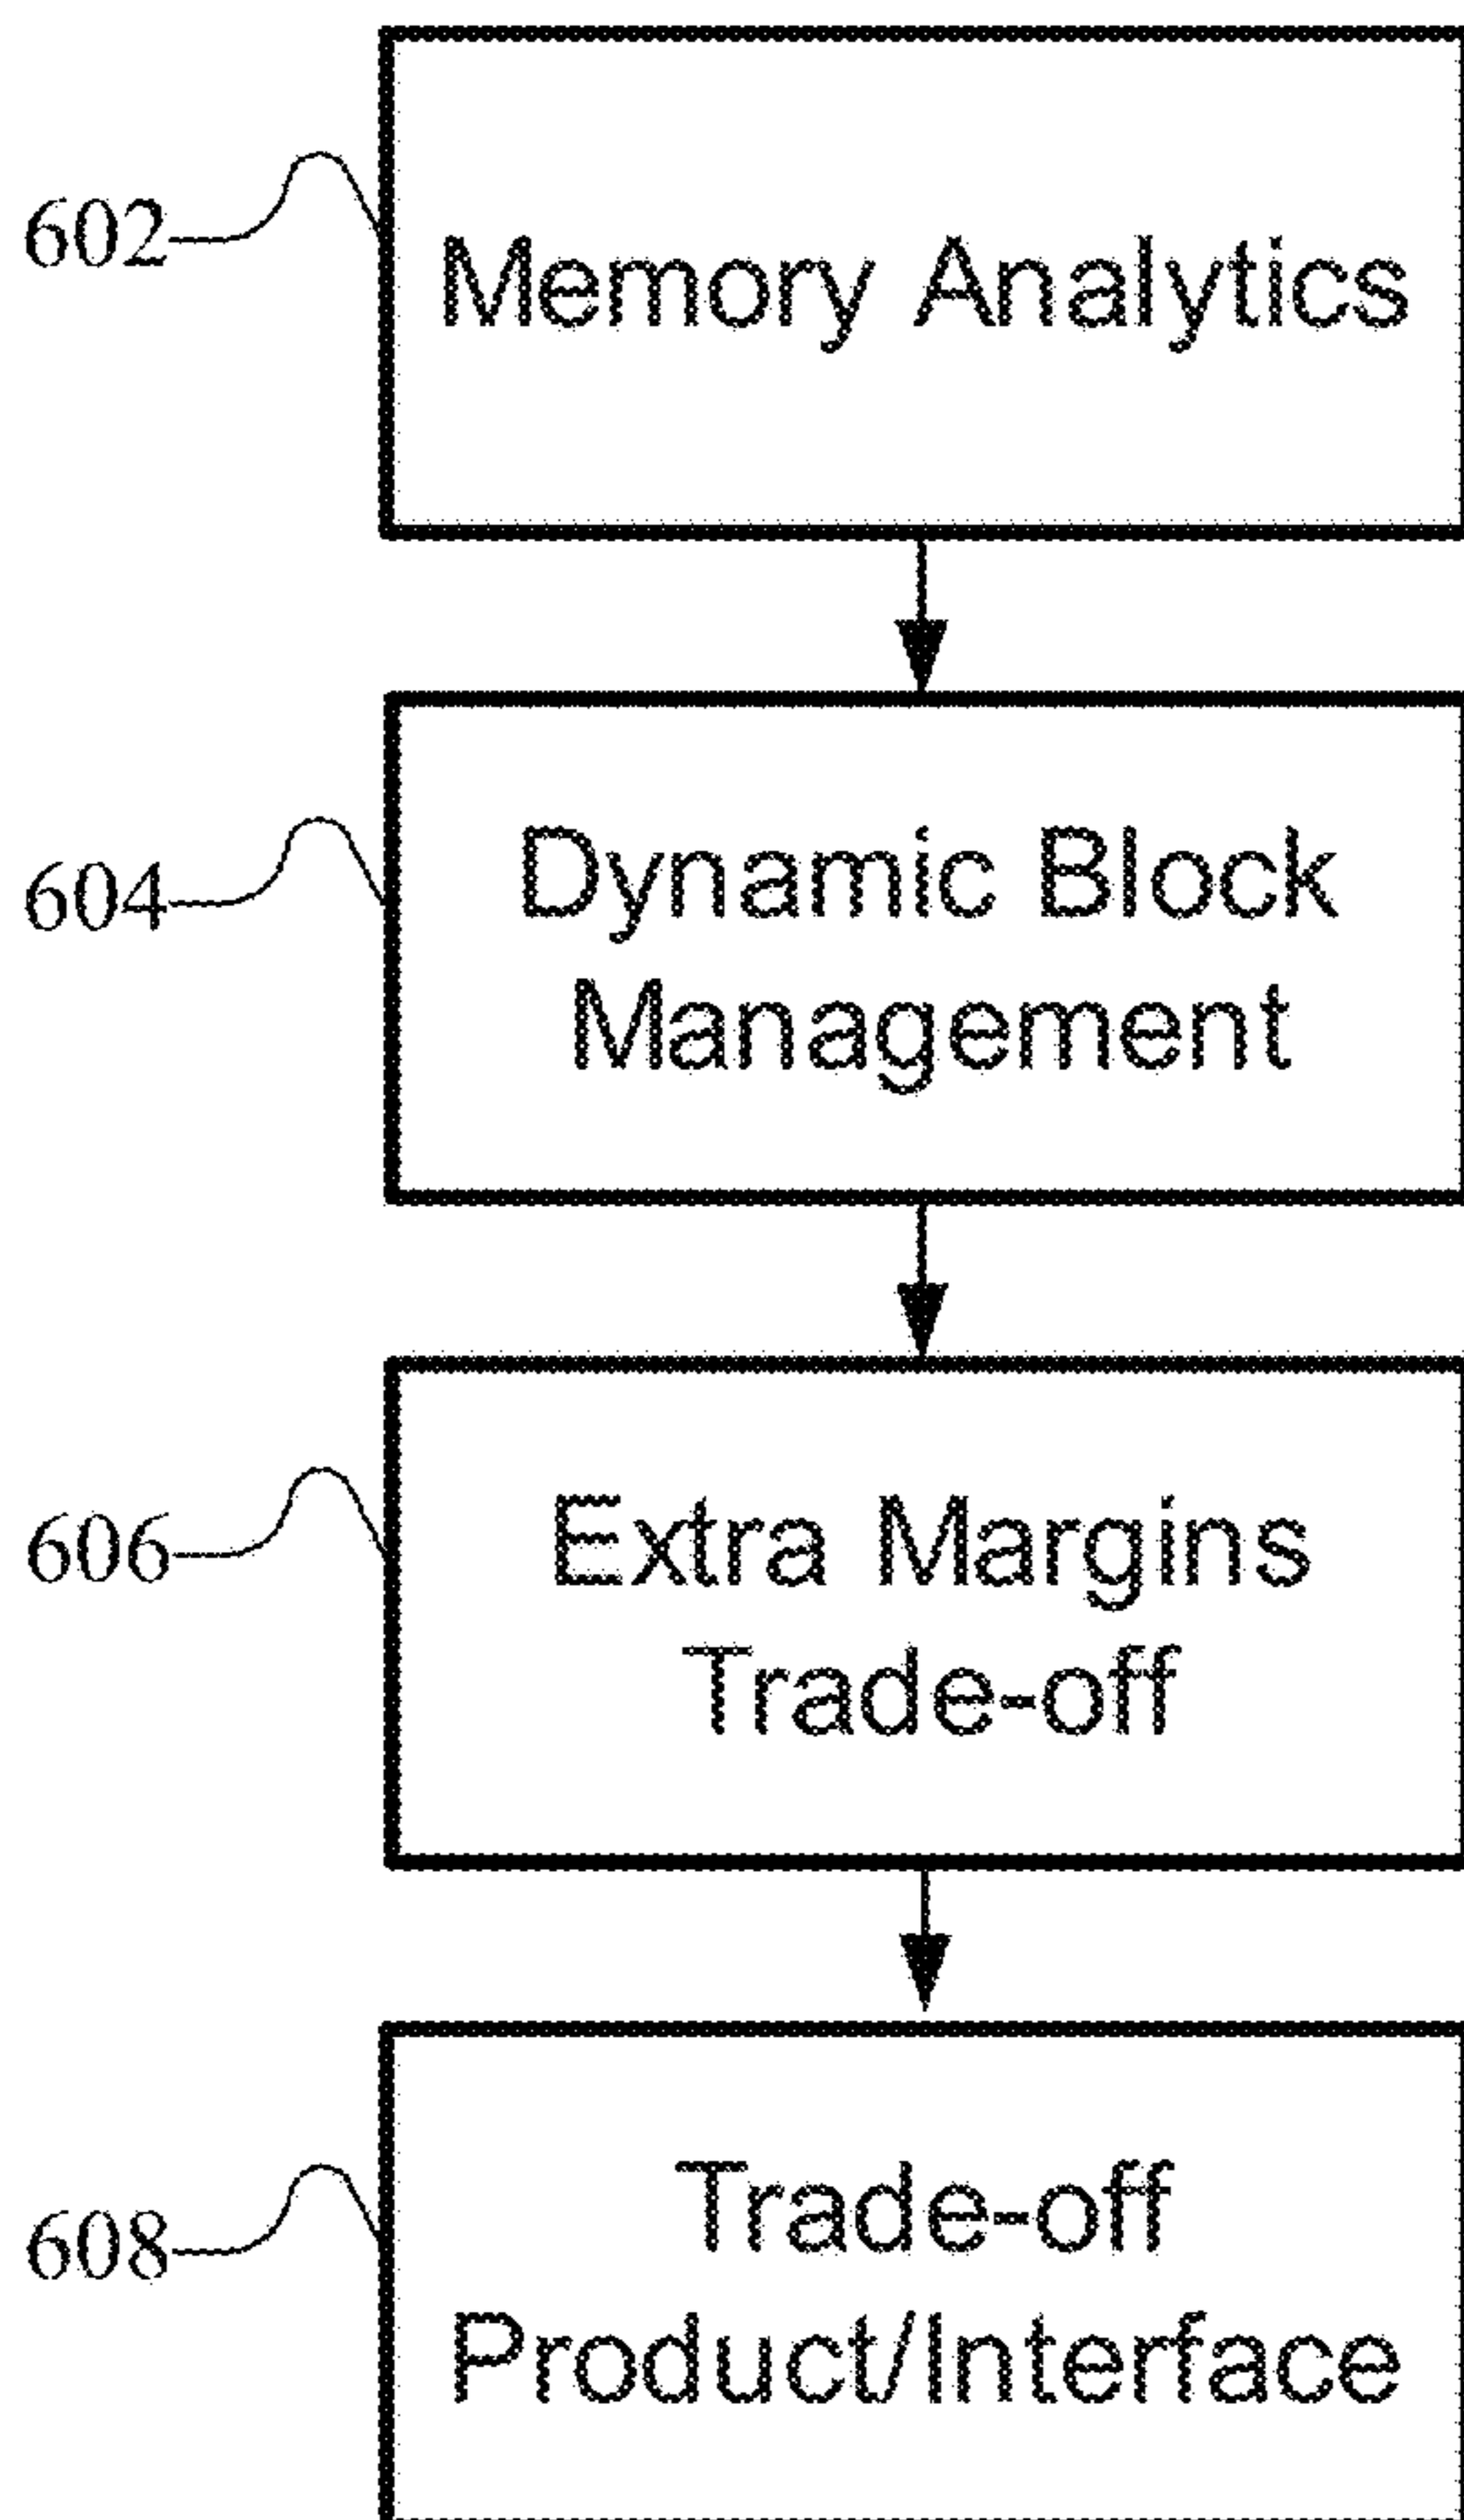 602
Memory Analytics
604
Dynamic Block
Management
606
Extra Margins
Trade-off
608
Trade-off
Product/Interface